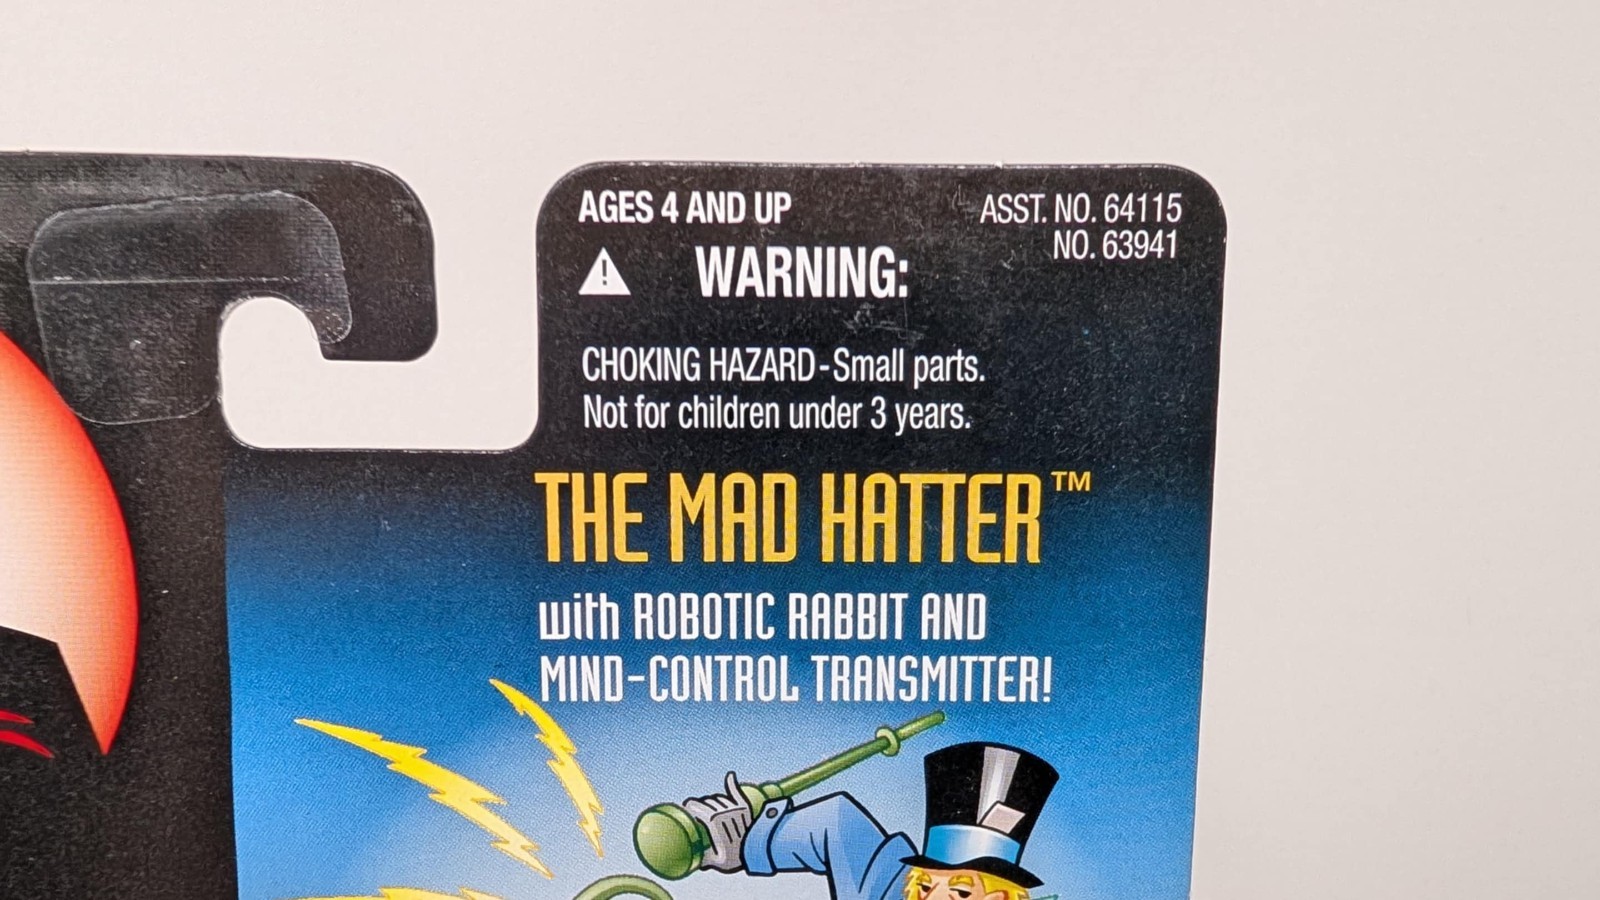 AGES 4 AND UP
ASST. NO. 64115
NO. 63941
WARNING:
CHOKING HAZARD-Small parts.
Not for children under 3 years.
THE MAD HATTER™
with ROBOTIC RABBIT AND
MIND-CONTROL TRANSMITTER!